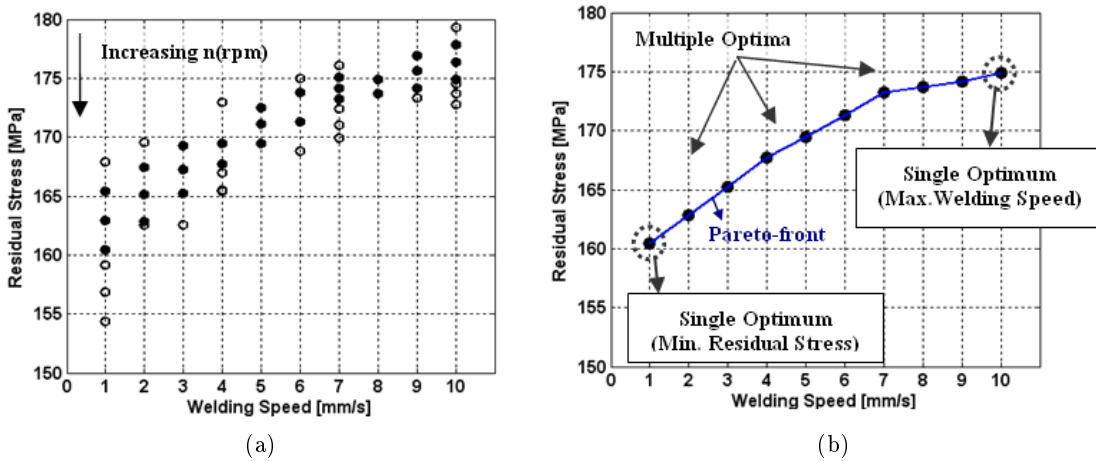 180
175
170
165
160
155
150
Residual Stress [MPa]
Increasing n(rpm)
0 1 2 3 4 5 6 7 8 9 10
Welding Speed [mm/s]
(a)
180
175
170
165
160
155
150
Residual Stress [MPa]
Multiple Optima
Single Optimum
(Max.Welding Speed)
Pareto-front
Single Optimum
(Min. Residual Stress)
0 1 2 3 4 5 6 7 8 9 10
Welding Speed [mm/s]
(b)